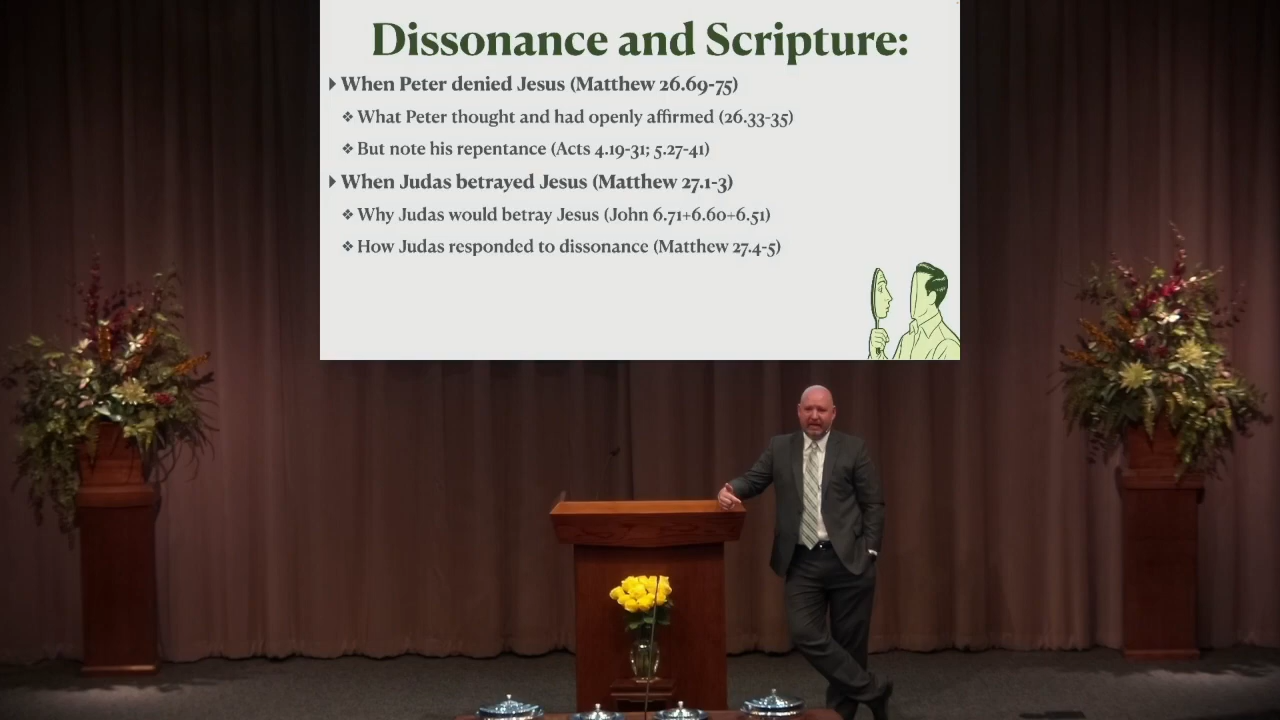 Dissonance and Scripture:
When Peter denied Jesus (Matthew 26.69-75)
What Peter thought and had openly affirmed (26.33-35)
But note his repentance (Acts 4.19-31; 5.27-41)
When Judas betrayed Jesus (Matthew 27.1-3)
Why Judas would betray Jesus (John 6.71+6.60+6.51)
How Judas responded to dissonance (Matthew 27.4-5)